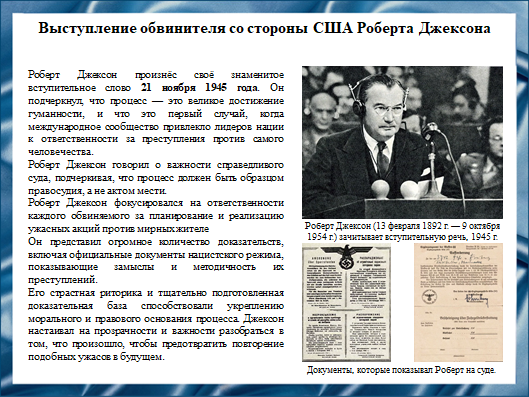 Выступление обвинителя со стороны США Роберта Джексона
Роберт Джексон произнёс своё знаменитое
вступительное слово 21 ноября 1945 года. Он
подчеркнул, что процесс — это великое достижение
гуманности, и что это первый случай, когда
международное сообщество привлекло лидеров нации
к ответственности за преступления против самого
человечества.
Роберт Джексон говорил о важности справедливого
суда, подчеркивая, что процесс должен быть образцом
правосудия, а не актом мести.
Роберт Джексон фокусировался на ответственности
каждого обвиняемого за планирование и реализацию
ужасных акций против мирных жителе
Он представил огромное количество доказательств,
включая официальные документы нацистского режима,
показывающие замыслы и методичность их
преступлений.
Его страстная риторика и тщательно подготовленная
доказательная база способствовали укреплению
морального и правового основания процесса. Джексон
настаивал на прозрачности и важности разобраться в
том, что произошло, чтобы предотвратить повторение
подобных ужасов в будущем.
Роберт Джексон (13 февраля 1892 г. — 9 октября
1954 г.) зачитывает вступительную речь, 1945 г.
Документы, которые показывал Роберт на суде.